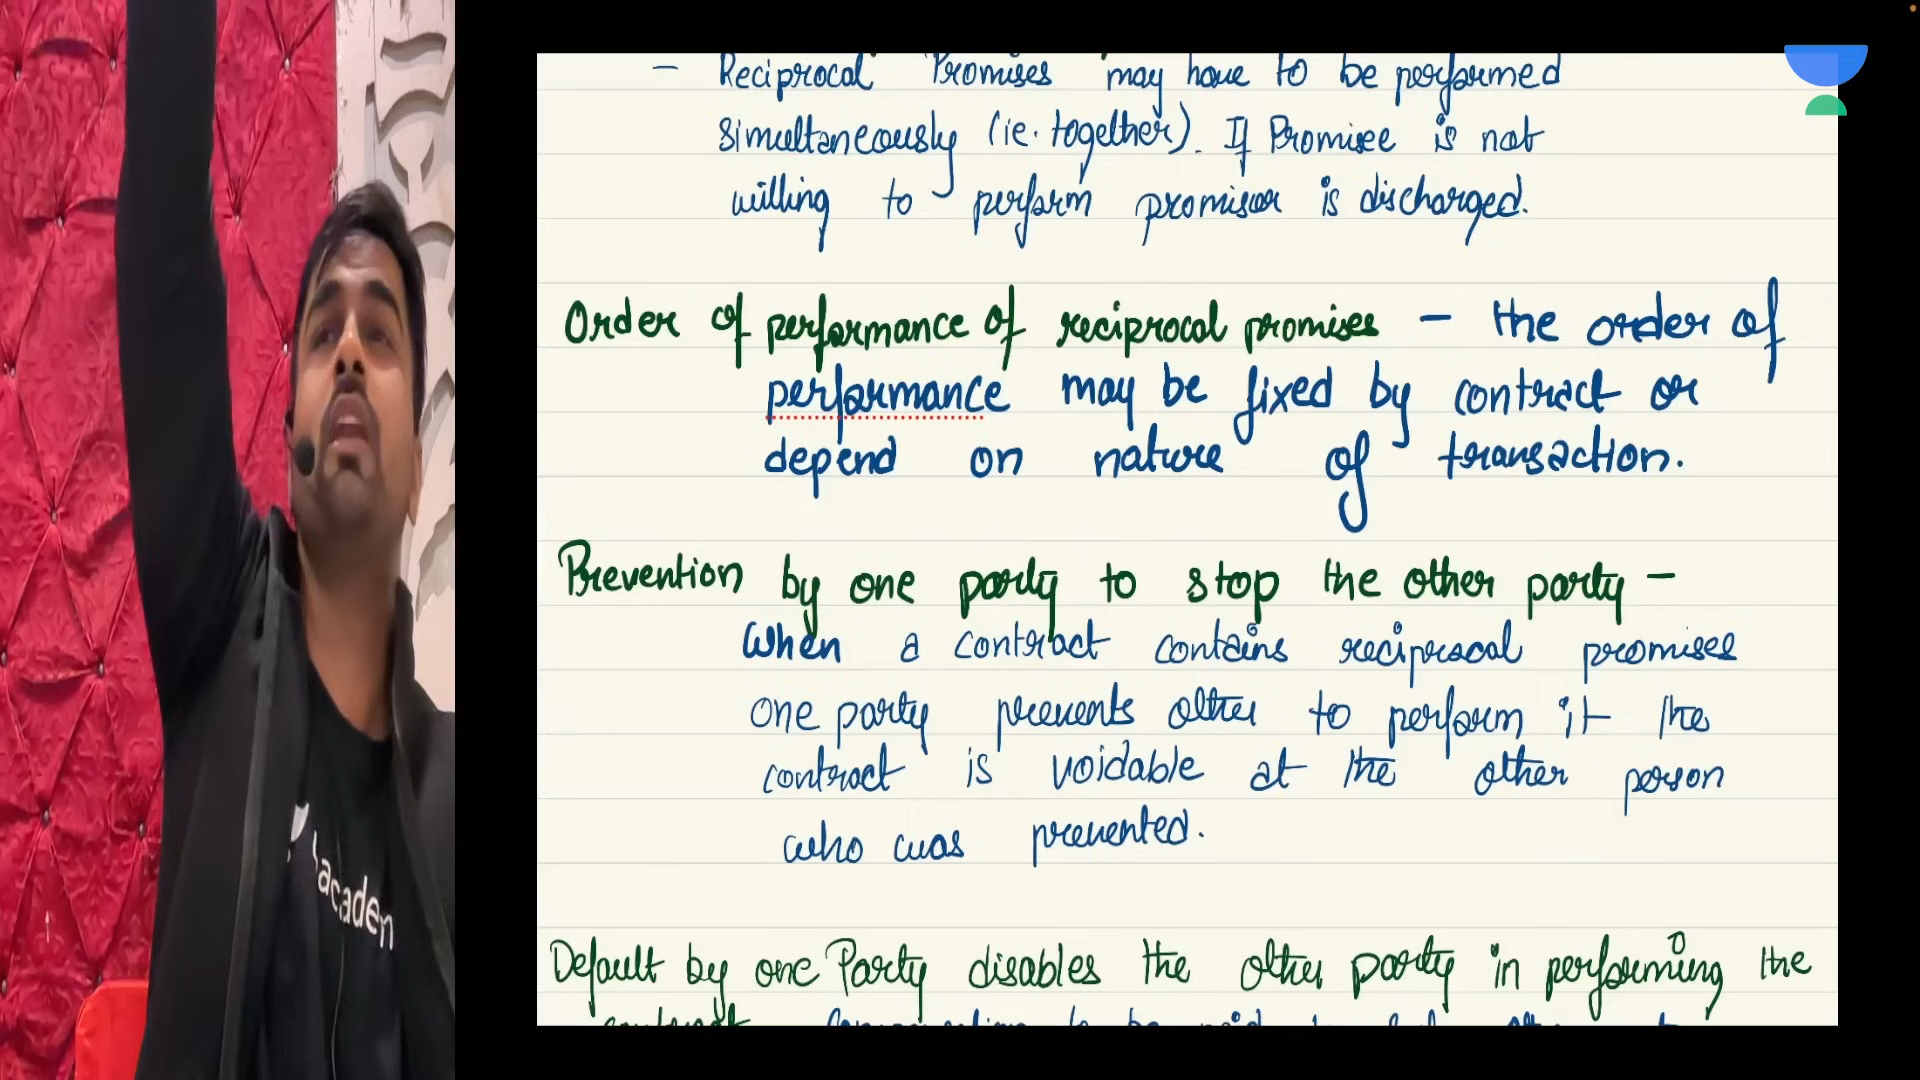 - Reciprocal Promises may have to be performed
simultaneously (ie. together). If Promisee is not
willing to perform promisor is discharged.
Order of performance of reciprocal promises - the order of
performance may be fixed by contract or
depend on nature of transaction.
Prevention by one party to stop the other party -
When a contract contains reciprocal promises
one party prevents other to perform it the
contract is voidable at the other person
who was prevented.
Default by one Party disables the other party in performing the
academ